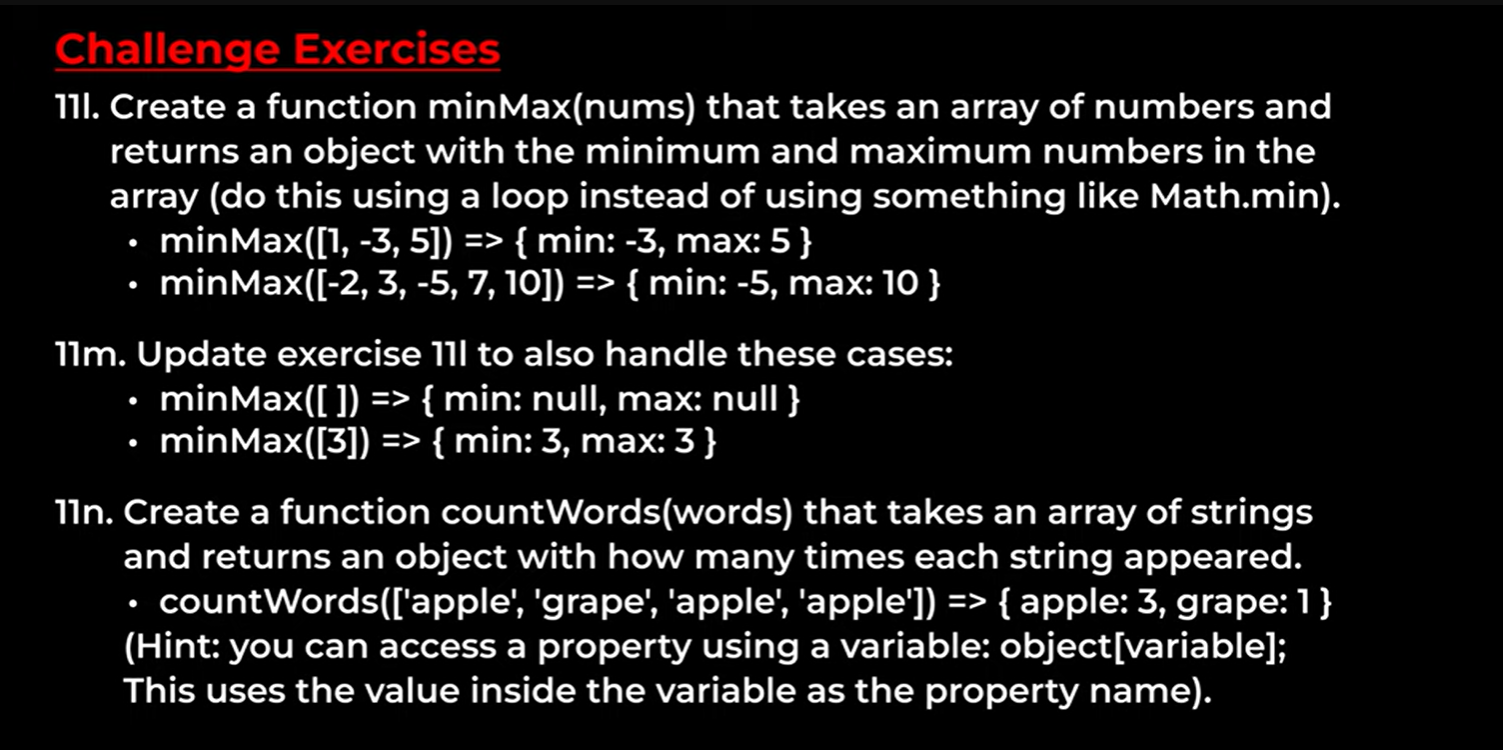 Challenge Exercises
11l. Create a function minMax(nums) that takes an array of numbers and
returns an object with the minimum and maximum numbers in the
array (do this using a loop instead of using something like Math.min).
• minMax([1, -3, 5]) => { min: -3, max: 5 }
• minMax([-2, 3, -5, 7, 10]) => { min: -5, max: 10 }
11m. Update exercise 11l to also handle these cases:
• minMax([ ]) => { min: null, max: null }
• minMax([3]) => { min: 3, max: 3 }
11n. Create a function countWords(words) that takes an array of strings
and returns an object with how many times each string appeared.
• countWords(['apple', 'grape', 'apple', 'apple']) => { apple: 3, grape: 1 }
(Hint: you can access a property using a variable: object[variable];
This uses the value inside the variable as the property name).